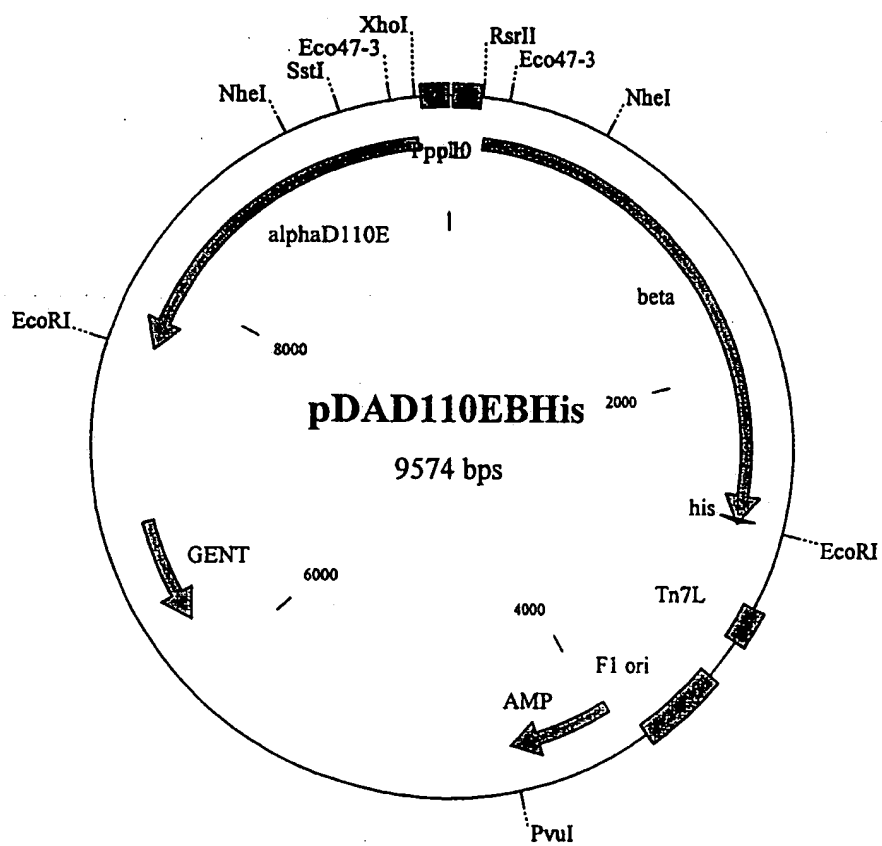 XhoI
RsrII
Eco47-3
Eco47-3
SstI
NheI
NheI
alphaD110E
beta
EcoRI
8000
2000
pDAD110EBHis
9574 bps
his
EcoRI
GENT
6000
Tn7L
4000
F1 ori
AMP
PvuI